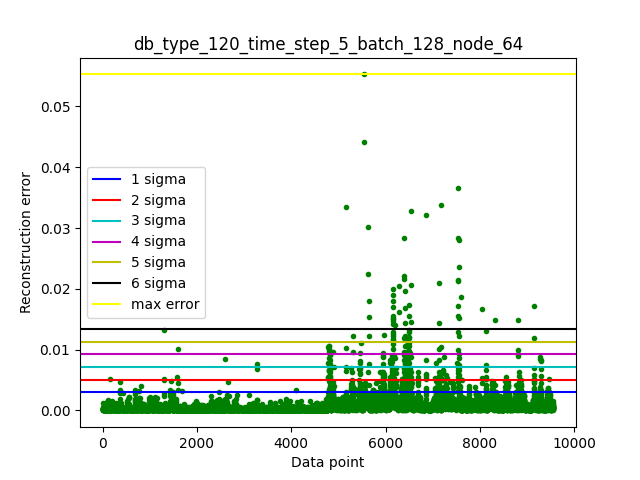 db_type_120_time_step_5_batch_128_node_64
Reconstruction error
0.05
0.04
0.03
0.02
0.01
0.00
1 sigma
2 sigma
3 sigma
4 sigma
5 sigma
6 sigma
max error
0 2000 4000 6000 8000 10000
Data point